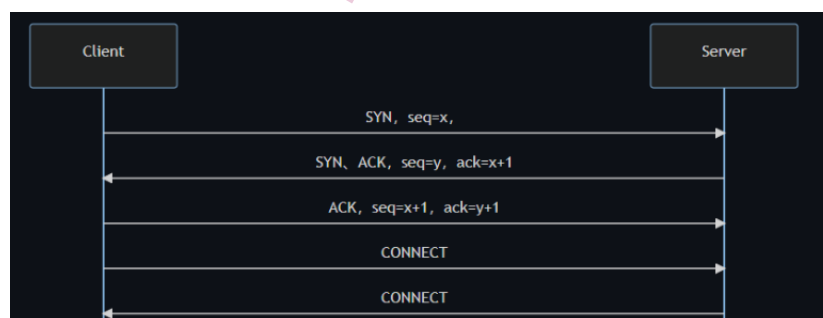 Client
Server
SYN, seq=x,
SYN、ACK, seq=y, ack=x+1
ACK, seq=x+1, ack=y+1
CONNECT
CONNECT